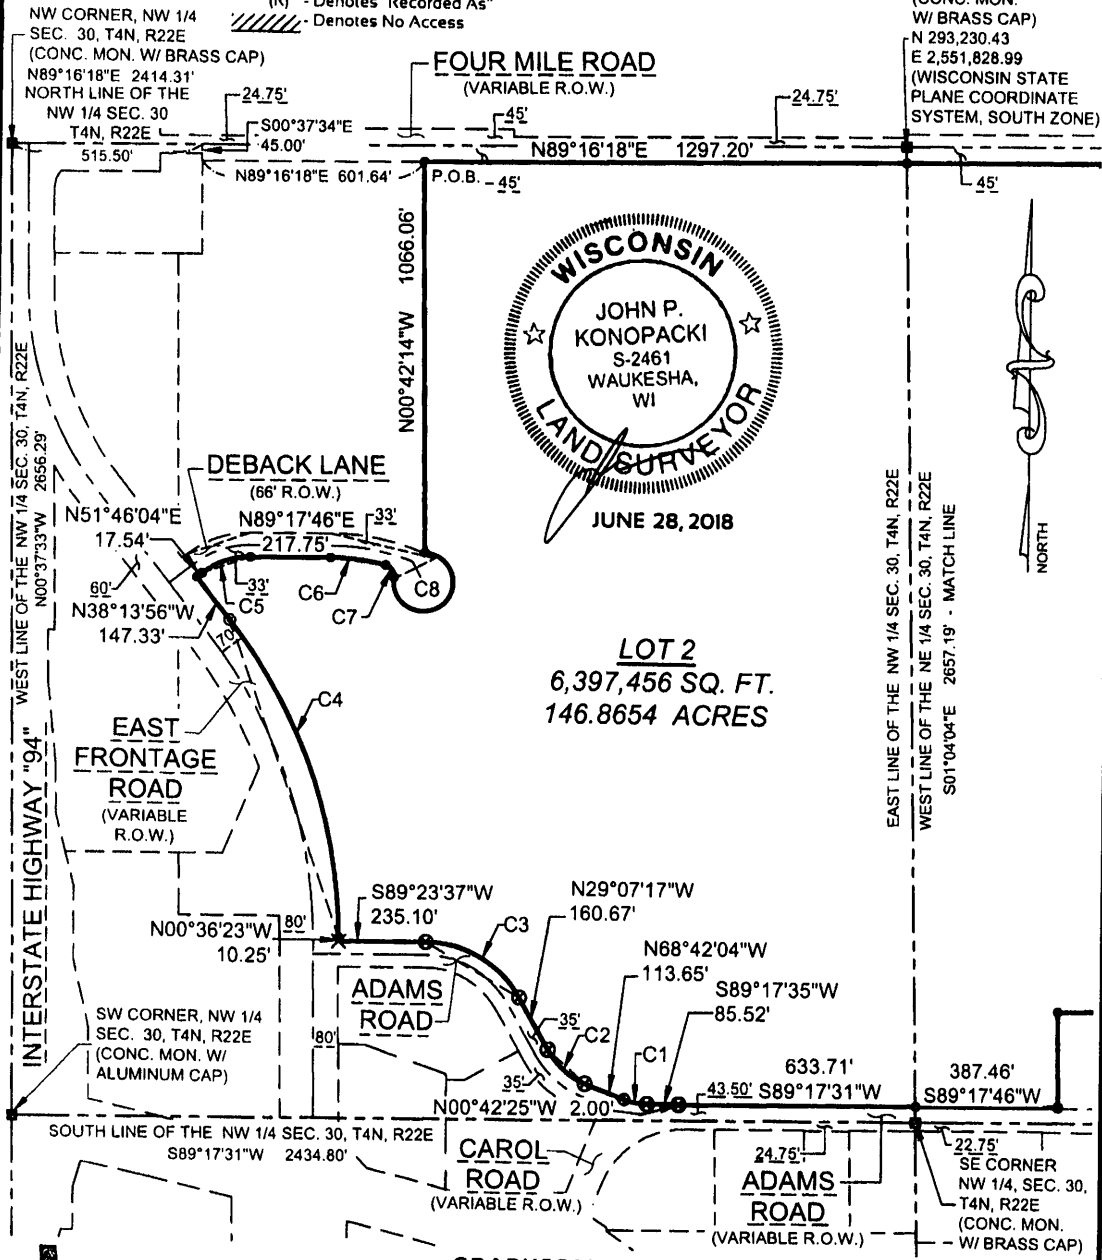 (R) - Denotes "Recorded As"
- Denotes No Access
NW CORNER, NW 1/4
SEC. 30, T4N, R22E
(CONC. MON. W/ BRASS CAP)
N89°16'18"E 2414.31'
NORTH LINE OF THE
NW 1/4 SEC. 30
T4N, R22E
FOUR MILE ROAD
(VARIABLE R.O.W.)
(CONC. MON.
W/ BRASS CAP)
N 293,230.43
E 2,551,828.99
(WISCONSIN STATE
PLANE COORDINATE
SYSTEM, SOUTH ZONE)
24.75'
S00°37'34"E
45.00'
45'
24.75'
515.50'
N89°16'18"E 601.64'
P.O.B.
45'
N89°16'18"E 1297.20'
45'
N00°42'14"W 1066.06'
WISCONSIN
JOHN P.
KONOPACKI
S-2461
WAUKESHA,
WI
LAND SURVEYOR
JUNE 28, 2018
NORTH
WEST LINE OF THE NW 1/4 SEC. 30, T4N, R22E
N00°37'33"W 2656.29'
DEBACK LANE
(66' R.O.W.)
N51°46'04"E
17.54'
N89°17'46"E
217.75'
33'
33'
60'
C5
C6
C7
C8
N38°13'56"W
147.33'
70'
C4
LOT 2
6,397,456 SQ. FT.
146.8654 ACRES
EAST LINE OF THE NW 1/4 SEC. 30, T4N, R22E
WEST LINE OF THE NE 1/4 SEC. 30, T4N, R22E
S01°04'04"E 2657.19' - MATCH LINE
EAST
FRONTAGE
ROAD
(VARIABLE
R.O.W.)
INTERSTATE HIGHWAY "94"
S89°23'37"W
235.10'
N00°36'23"W
10.25'
80'
C3
N29°07'17"W
160.67'
N68°42'04"W
113.65'
S89°17'35"W
85.52'
ADAMS
ROAD
80'
35'
C2
C1
35'
SW CORNER, NW 1/4
SEC. 30, T4N, R22E
(CONC. MON. W/
ALUMINUM CAP)
633.71'
43.50' S89°17'31"W
387.46'
S89°17'46"W
N00°42'25"W 2.00'
SOUTH LINE OF THE NW 1/4 SEC. 30, T4N, R22E
S89°17'31"W 2434.80'
CAROL
ROAD
(VARIABLE R.O.W.)
24.75'
ADAMS
ROAD
(VARIABLE R.O.W.)
22.75'
SE CORNER
NW 1/4, SEC. 30,
T4N, R22E
(CONC. MON.
W/ BRASS CAP)